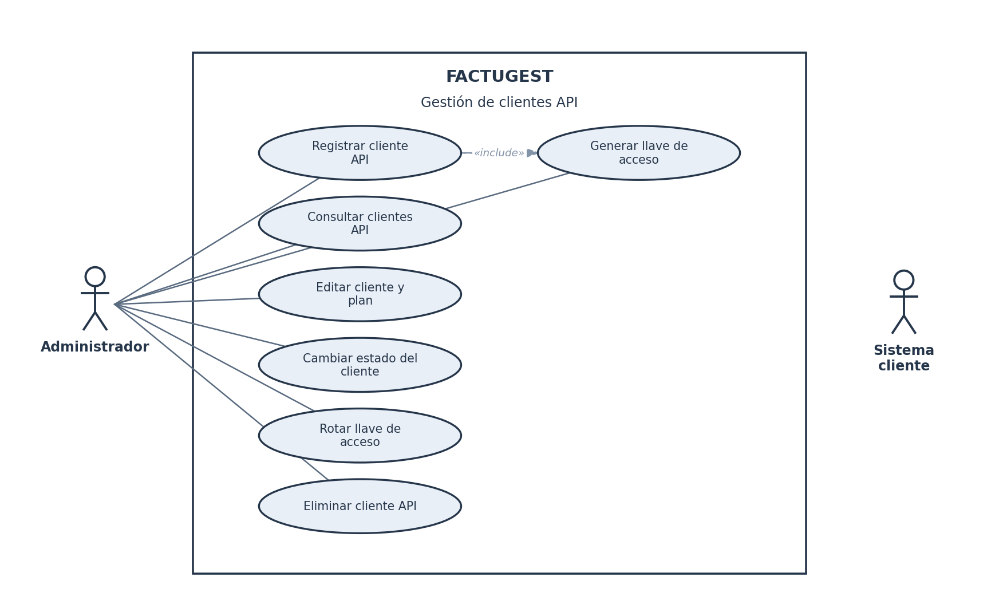 FACTUGEST
Gestión de clientes API
Registrar cliente
API
«include»
Generar llave de
acceso
Consultar clientes
API
Editar cliente y
plan
Cambiar estado del
cliente
Rotar llave de
acceso
Eliminar cliente API
Administrador
Sistema
cliente